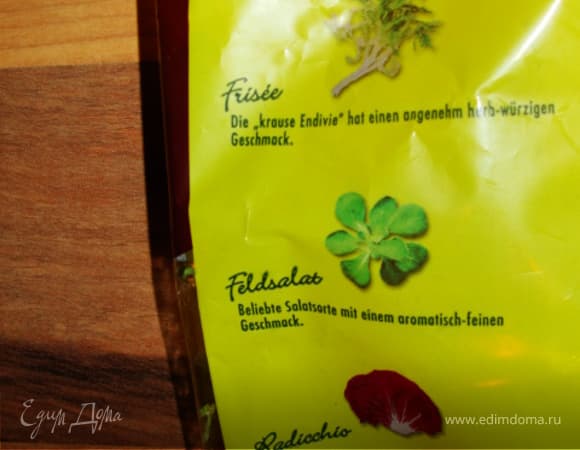 Frisée
Die „krause Endivie“ hat einen angenehm herb-würzigen
Geschmack.
Feldsalat
Beliebte Salatsorte mit einem aromatisch-feinen
Geschmack.
Radicchio
Едим Дома
www.edimdoma.ru